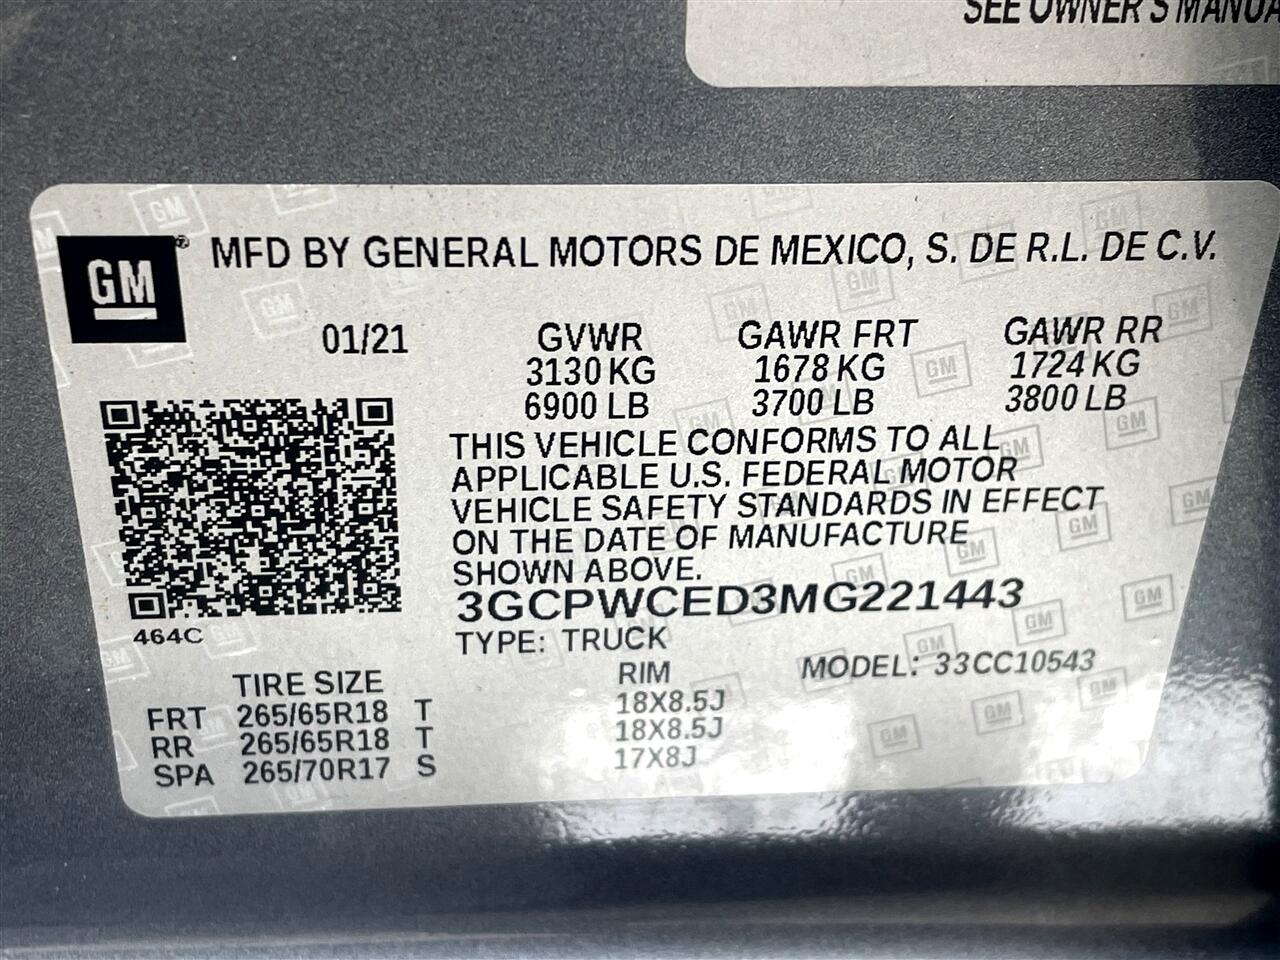 SEE OWNER'S MANUA
GM® MFD BY GENERAL MOTORS DE MEXICO, S. DE R.L. DE C.V.
01/21 GVWR GAWR FRT GAWR RR
3130 KG 1678 KG 1724 KG
6900 LB 3700 LB 3800 LB
THIS VEHICLE CONFORMS TO ALL
APPLICABLE U.S. FEDERAL MOTOR
VEHICLE SAFETY STANDARDS IN EFFECT
ON THE DATE OF MANUFACTURE
SHOWN ABOVE.
3GCPWCED3MG221443
464C
TYPE: TRUCK
MODEL: 33CC10543
TIRE SIZE RIM
FRT 265/65R18 T 18X8.5J
RR 265/65R18 T 18X8.5J
SPA 265/70R17 S 17X8J